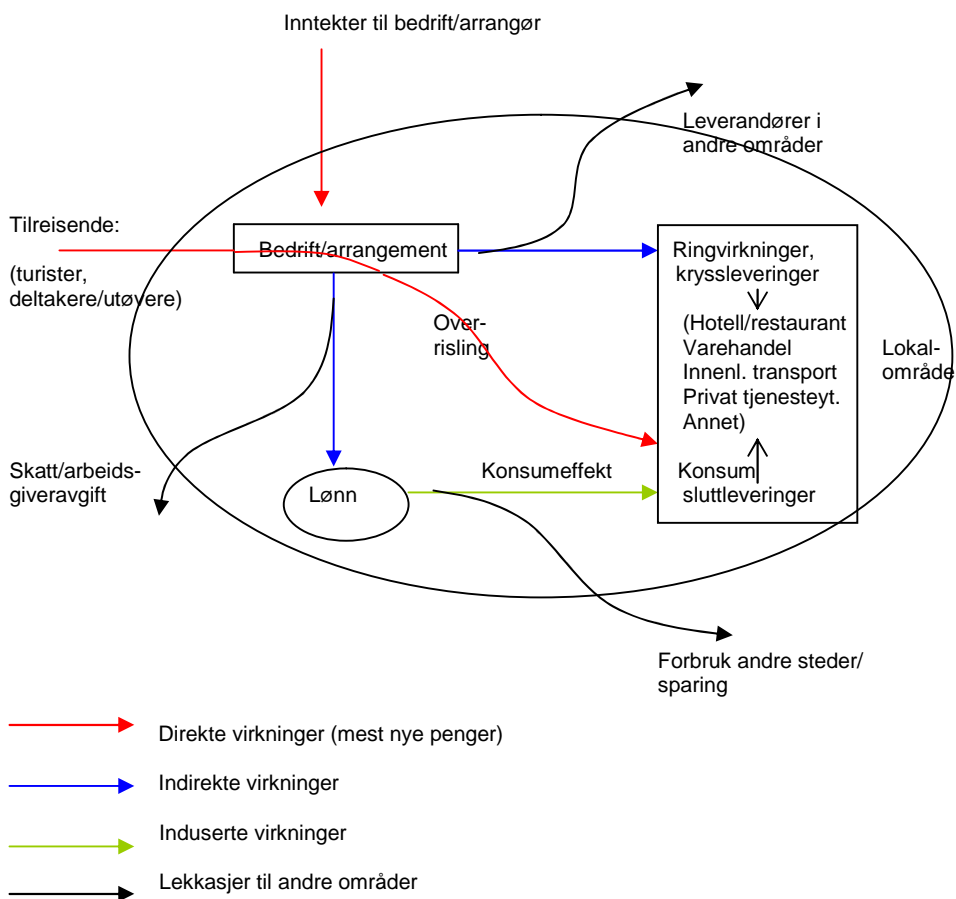 Inntekter til bedrift/arrangør
Leverandører i
andre områder
Tilreisende:
(turister,
deltakere/utøvere)
Bedrift/arrangement
Ringvirkninger,
kryssleveringer
(Hotell/restaurant
Varehandel
Innenl. transport
Privat tjenesteyt.
Annet)
Konsum
sluttleveringer
Over-
risling
Lokal-
område
Skatt/arbeids-
giveravgift
Lønn
Konsumeffekt
Forbruk andre steder/
sparing
Direkte virkninger (mest nye penger)
Indirekte virkninger
Induserte virkninger
Lekkasjer til andre områder